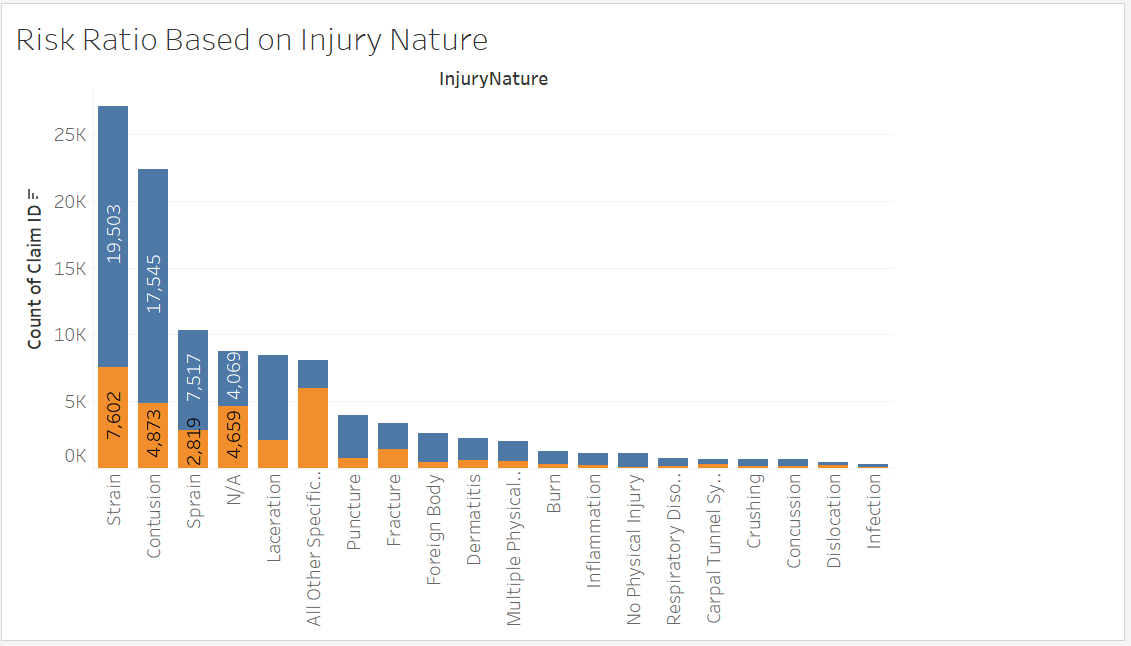 Risk Ratio Based on Injury Nature
InjuryNature
Count of Claim ID
25K
20K
15K
10K
5K
0K
19,503
7,602
17,545
4,873
7,517
2,819
4,069
4,659
Strain
Contusion
Sprain
N/A
Laceration
All Other Specific..
Puncture
Fracture
Foreign Body
Dermatitis
Multiple Physical..
Burn
Inflammation
No Physical Injury
Respiratory Diso..
Carpal Tunnel Sy..
Crushing
Concussion
Dislocation
Infection